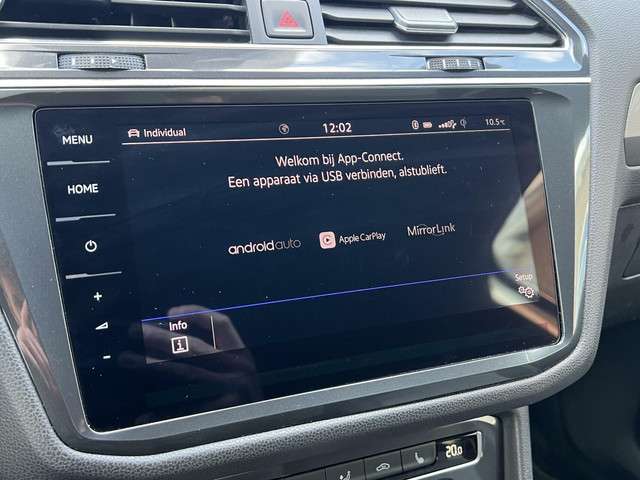 MENU
Individual 12:02 10.5°C
Welkom bij App-Connect.
Een apparaat via USB verbinden, alstublieft.
HOME
androidauto Apple CarPlay MirrorLink
+
-
Setup
Info
i
20.0